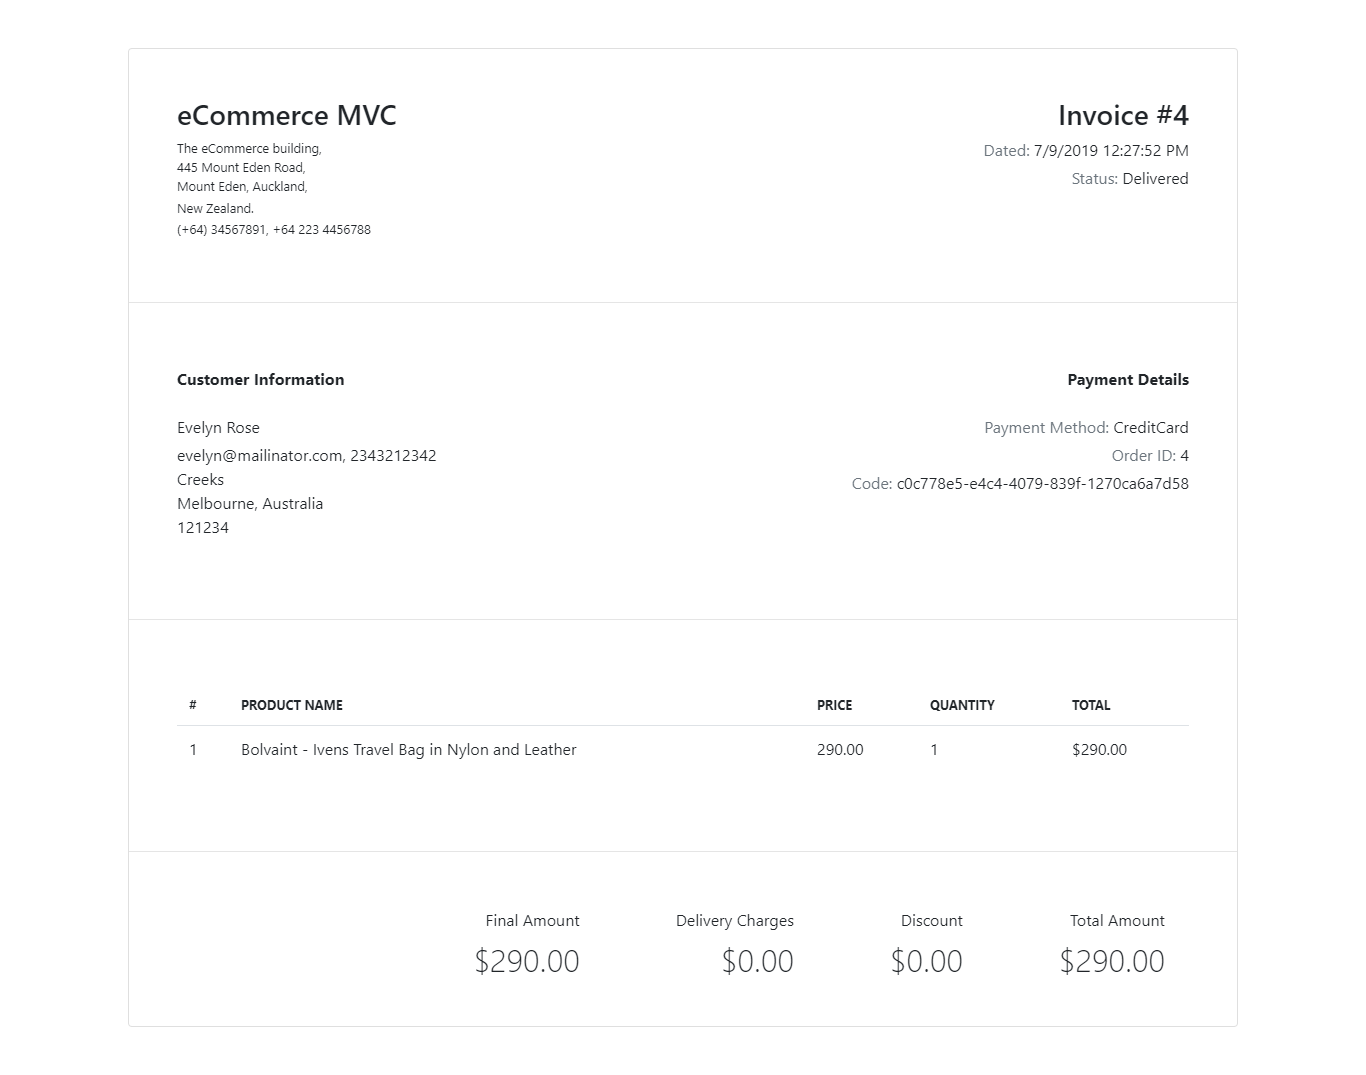 eCommerce MVC
The eCommerce building,
445 Mount Eden Road,
Mount Eden, Auckland,
New Zealand.
(+64) 34567891, +64 223 4456788
Invoice #4
Dated: 7/9/2019 12:27:52 PM
Status: Delivered
Customer Information
Evelyn Rose
evelyn@mailinator.com, 2343212342
Creeks
Melbourne, Australia
121234
Payment Details
Payment Method: CreditCard
Order ID: 4
Code: c0c778e5-e4c4-4079-839f-1270ca6a7d58
# PRODUCT NAME PRICE QUANTITY TOTAL
1 Bolvaint - Ivens Travel Bag in Nylon and Leather 290.00 1 $290.00
Final Amount Delivery Charges Discount Total Amount
$290.00 $0.00 $0.00 $290.00